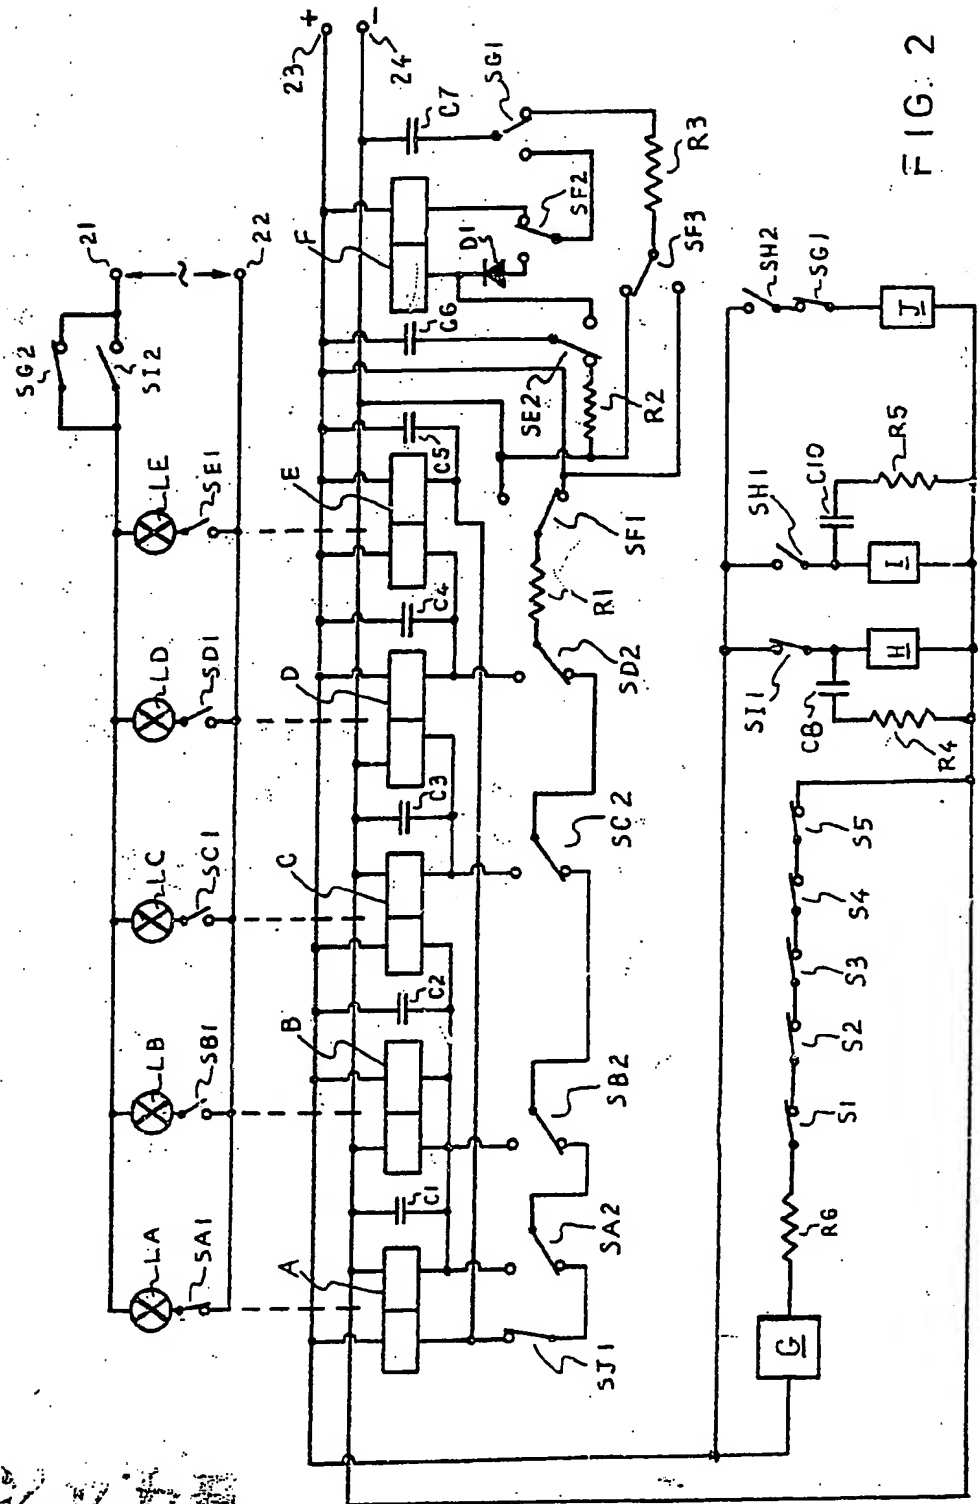 +
-
23
24
21
22
SG2
SI2
LE
SE1
LD
SD1
LC
SC1
LB
SB1
LA
SA1
F
E
D
C
B
A
C7
SG1
R3
SF2
D1
SF3
C6
SE2
R2
C5
SF1
R1
C4
SD2
C3
SC2
C2
SB2
C1
SA2
SJ1
SH2
SG1
J
R5
C10
SH1
I
SI1
H
C8
R4
S5
S4
S3
S2
S1
R6
G
FIG. 2